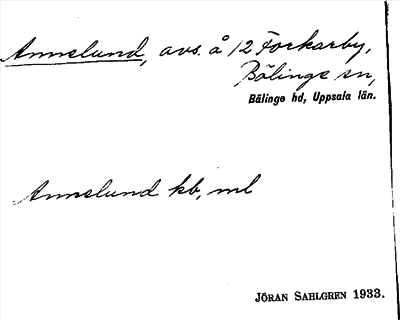 Annelund, avs. å 12 Forkarby,
Bälinge sn,
Bälinge hd, Uppsala län.
Annelund kb, ml
JÖRAN SAHLGREN 1933.